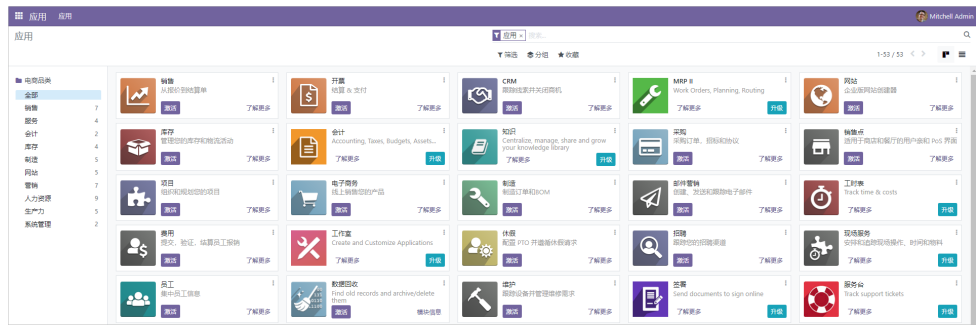 应用 应用 Mitchell Admin
应用 应用 × 搜索...
筛选 分组 收藏 1-53 / 53
电商品类
全部
销售 7
服务 4
会计 2
库存 4
制造 5
网站 5
营销 7
人力资源 9
生产力 5
系统管理 2
销售
从报价到结算单
激活 了解更多
开票
结算 & 支付
激活 了解更多
CRM
跟踪线索并关闭商机
激活 了解更多
MRP II
Work Orders, Planning, Routing
了解更多 升级
网站
企业版网站创建器
激活 了解更多
库存
管理您的库存和物流活动
激活 了解更多
会计
Accounting, Taxes, Budgets, Assets...
了解更多 升级
知识
Centralize, manage, share and grow
your knowledge library
了解更多 升级
采购
采购订单、招标和协议
激活 了解更多
销售点
适用于商店和餐厅的用户亲和 PoS 界面
激活 了解更多
项目
组织和规划您的项目
激活 了解更多
电子商务
线上销售您的产品
激活 了解更多
制造
制造订单和BOM
激活 了解更多
邮件营销
创建、发送和跟踪电子邮件
激活 了解更多
工时表
Track time & costs
了解更多 升级
费用
提交、验证、结算员工报销
激活 了解更多
工作室
Create and Customize Applications
了解更多 升级
休假
配置 PTO 并遵循休假请求
激活 了解更多
招聘
跟踪您的招聘渠道
激活 了解更多
现场服务
安排和追踪现场操作、时间和物料
了解更多 升级
员工
集中员工信息
激活 了解更多
数据回收
Find old records and archive/delete
them
激活 模块信息
维护
跟踪设备并管理维修需求
激活 了解更多
签署
Send documents to sign online
了解更多 升级
服务台
Track support tickets
了解更多 升级